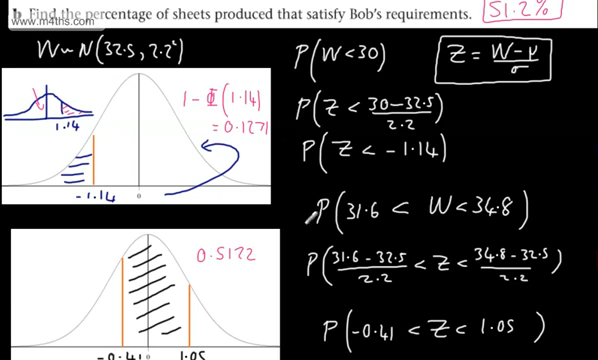 b Find the percentage of sheets produced that satisfy Bob's requirements.
51.2%
www.m4ths.com
W ~ N(32.5, 2.2²)
P(W < 30)
Z = W - μ / σ
1 - Φ(1.14)
= 0.1271
1.14
P(Z < 30 - 32.5 / 2.2)
P(Z < -1.14)
-1.14
0
P(31.6 < W < 34.8)
0.5122
P(31.6 - 32.5 / 2.2 < Z < 34.8 - 32.5 / 2.2)
P(-0.41 < Z < 1.05)
-0.41
0
1.05